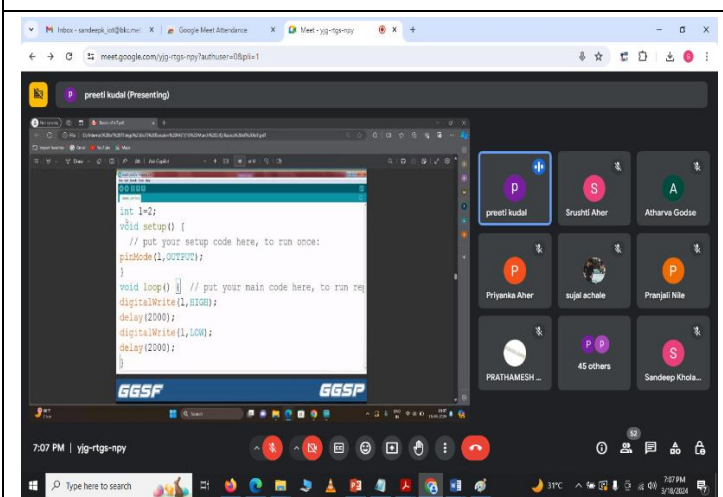 Inbox - sandeepk_iot@bkc.met
Google Meet Attendance
Meet - yjg-rtgs-npy
meet.google.com/yjg-rtgs-npy?authuser=0&pli=1
preeti kudal (Presenting)
int l=2;
void setup() {
// put your setup code here, to run once:
pinMode(l,OUTPUT);
}
void loop() { // put your main code here, to run rep
digitalWrite(l,HIGH);
delay(2000);
digitalWrite(l,LOW);
delay(2000);
}
GGSF
GGSP
P
preeti kudal
S
Srushti Aher
A
Atharva Godse
P
Priyanka Aher
sujal achale
P
Pranjali Nile
PRATHAMESH ...
P P
45 others
S
Sandeep Khola...
7:07 PM | yjg-rtgs-npy
52
Type here to search
31°C
7:07 PM
3/18/2024